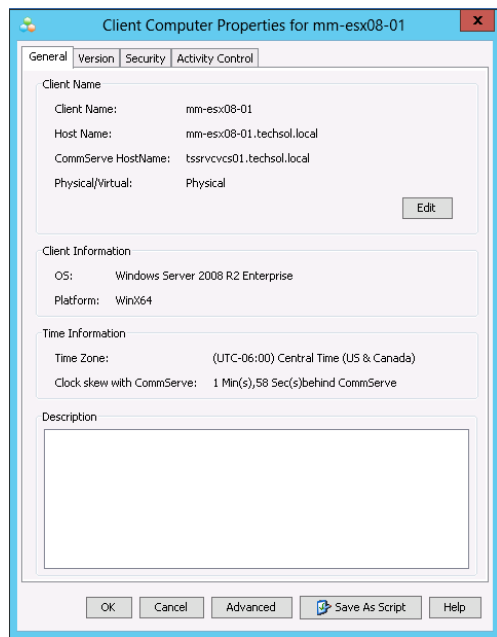 Client Computer Properties for mm-esx08-01
x
General Version Security Activity Control
Client Name
Client Name: mm-esx08-01
Host Name: mm-esx08-01.techsol.local
CommServe HostName: tssrvcvcs01.techsol.local
Physical/Virtual: Physical
Edit
Client Information
OS: Windows Server 2008 R2 Enterprise
Platform: WinX64
Time Information
Time Zone: (UTC-06:00) Central Time (US & Canada)
Clock skew with CommServe: 1 Min(s),58 Sec(s)behind CommServe
Description
OK Cancel Advanced Save As Script Help